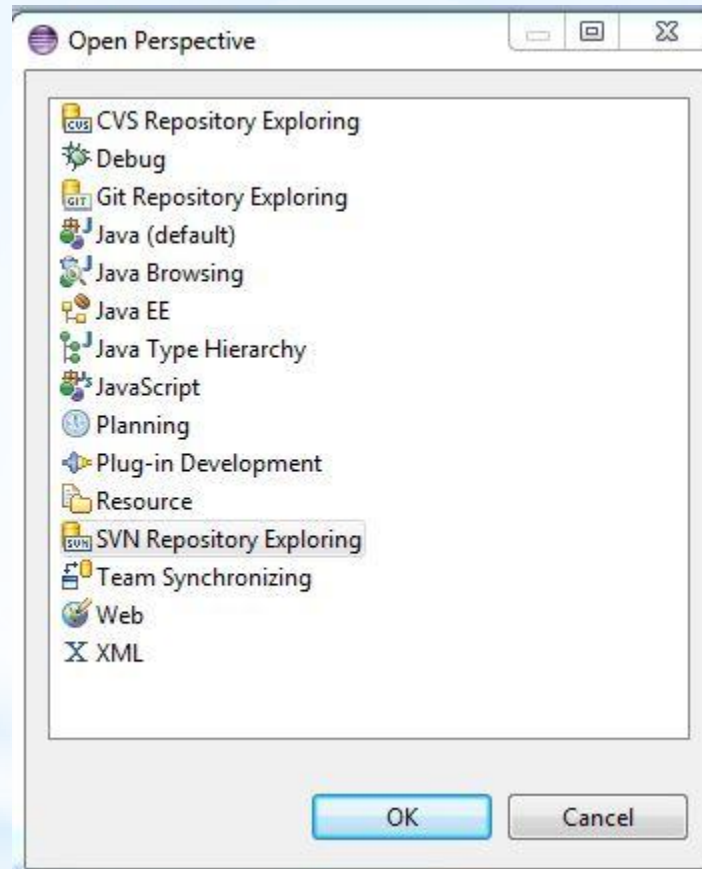 Open Perspective
CVS Repository Exploring
Debug
Git Repository Exploring
Java (default)
Java Browsing
Java EE
Java Type Hierarchy
JavaScript
Planning
Plug-in Development
Resource
SVN Repository Exploring
Team Synchronizing
Web
XML
OK
Cancel